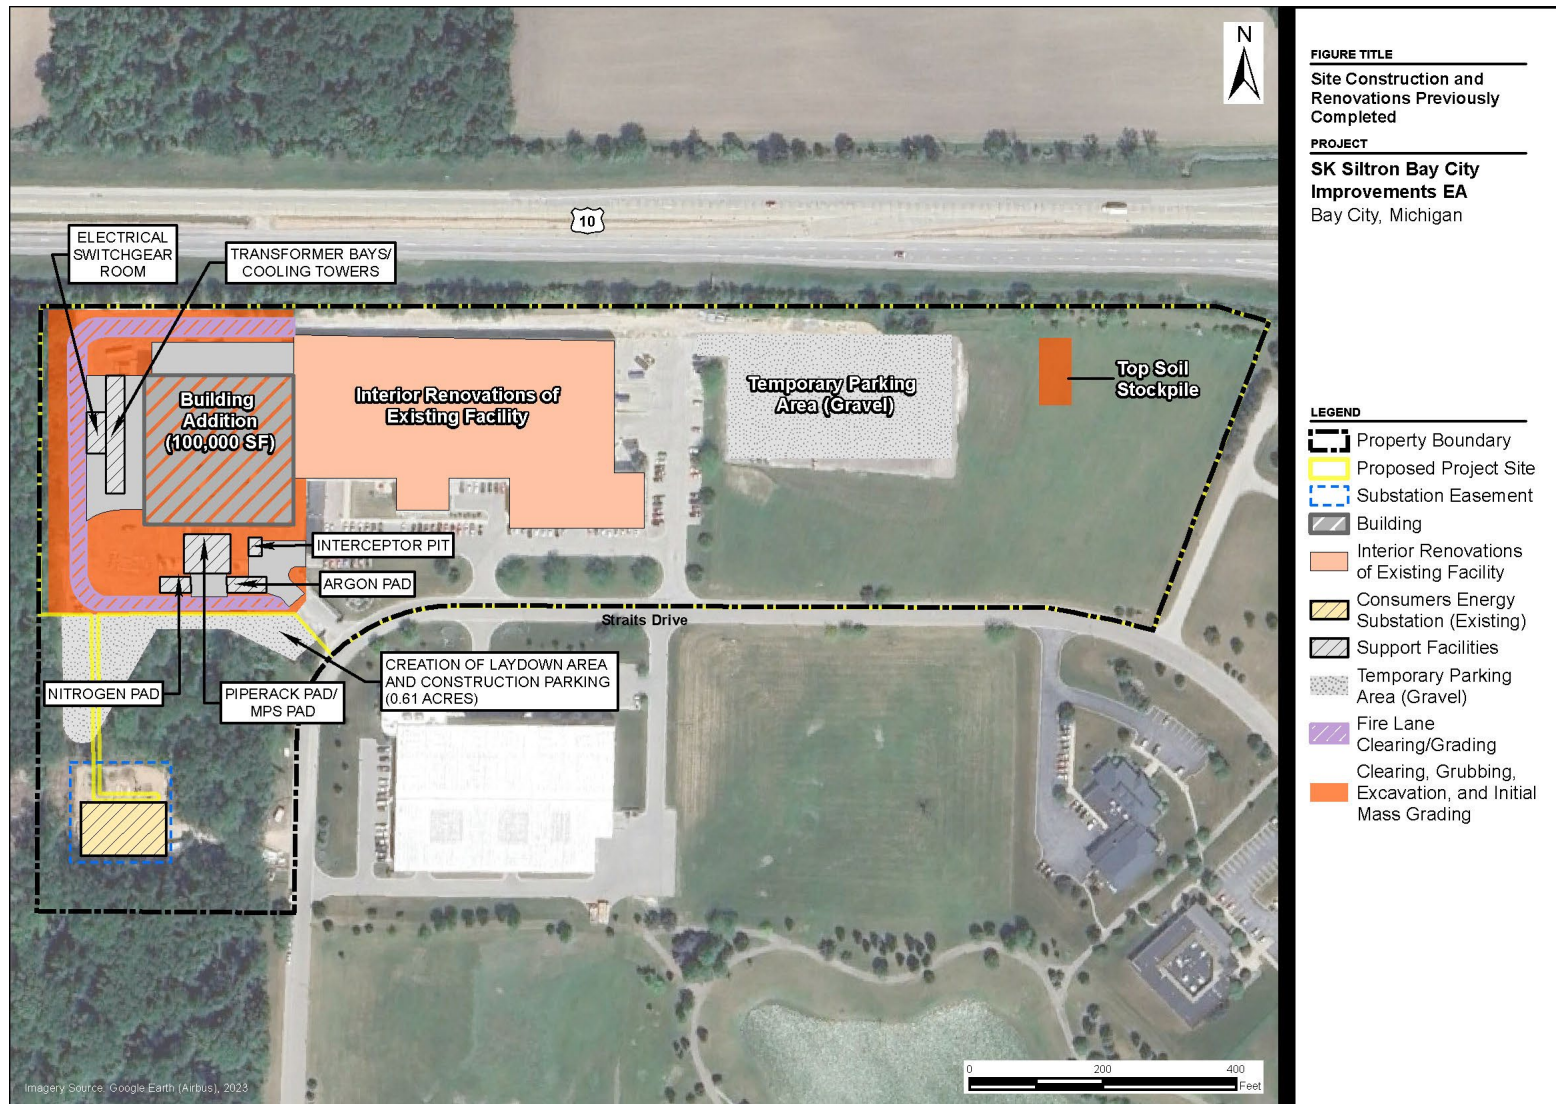 N
10
ELECTRICAL
SWITCHGEAR
ROOM
TRANSFORMER BAYS/
COOLING TOWERS
Building
Addition
(100,000 SF)
Interior Renovations of
Existing Facility
Temporary Parking
Area (Gravel)
Top Soil
Stockpile
INTERCEPTOR PIT
ARGON PAD
Straits Drive
NITROGEN PAD
PIPERACK PAD/
MPS PAD
CREATION OF LAYDOWN AREA
AND CONSTRUCTION PARKING
(0.61 ACRES)
Imagery Source: Google Earth (Airbus), 2023
0 200 400
Feet
FIGURE TITLE
Site Construction and
Renovations Previously
Completed
PROJECT
SK Siltron Bay City
Improvements EA
Bay City, Michigan
LEGEND
Property Boundary
Proposed Project Site
Substation Easement
Building
Interior Renovations
of Existing Facility
Consumers Energy
Substation (Existing)
Support Facilities
Temporary Parking
Area (Gravel)
Fire Lane
Clearing/Grading
Clearing, Grubbing,
Excavation, and Initial
Mass Grading